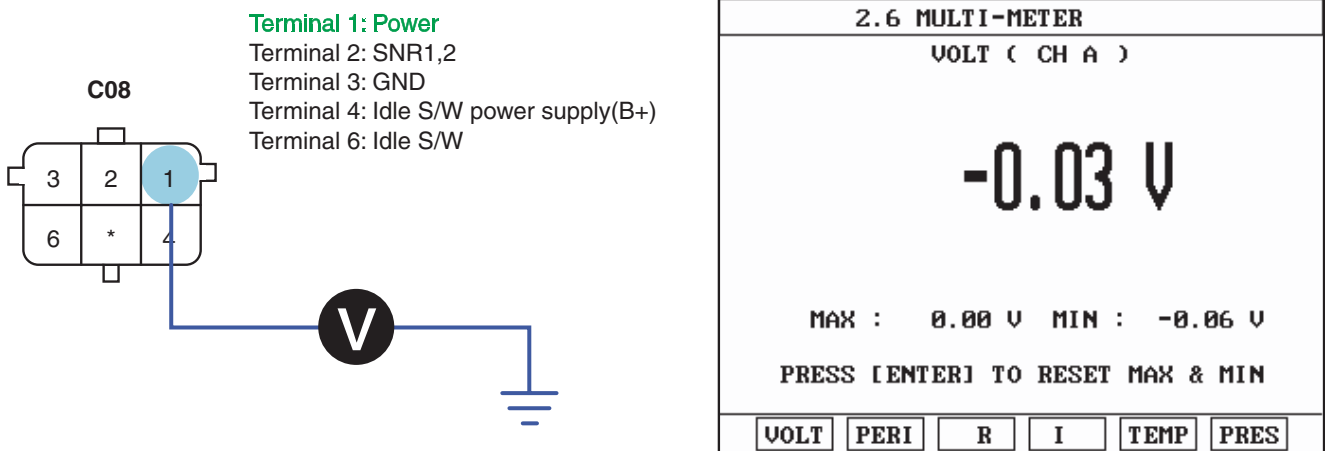 Terminal 1: Power
Terminal 2: SNR1,2
Terminal 3: GND
Terminal 4: Idle S/W power supply(B+)
Terminal 6: Idle S/W
C08
3 2 1
6 * 4
V
2.6 MULTI-METER
VOLT ( CH A )
-0.03 V
MAX : 0.00 V MIN : -0.06 V
PRESS [ENTER] TO RESET MAX & MIN
VOLT PERI R I TEMP PRES